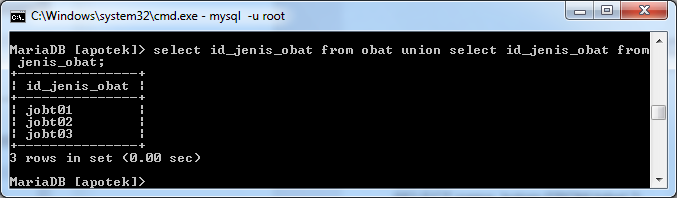 C:\Windows\system32\cmd.exe - mysql -u root
MariaDB [apotek]> select id_jenis_obat from obat union select id_jenis_obat from
jenis_obat;
+---------------+
| id_jenis_obat |
+---------------+
| jobt01        |
| jobt02        |
| jobt03        |
+---------------+
3 rows in set (0.00 sec)
MariaDB [apotek]>